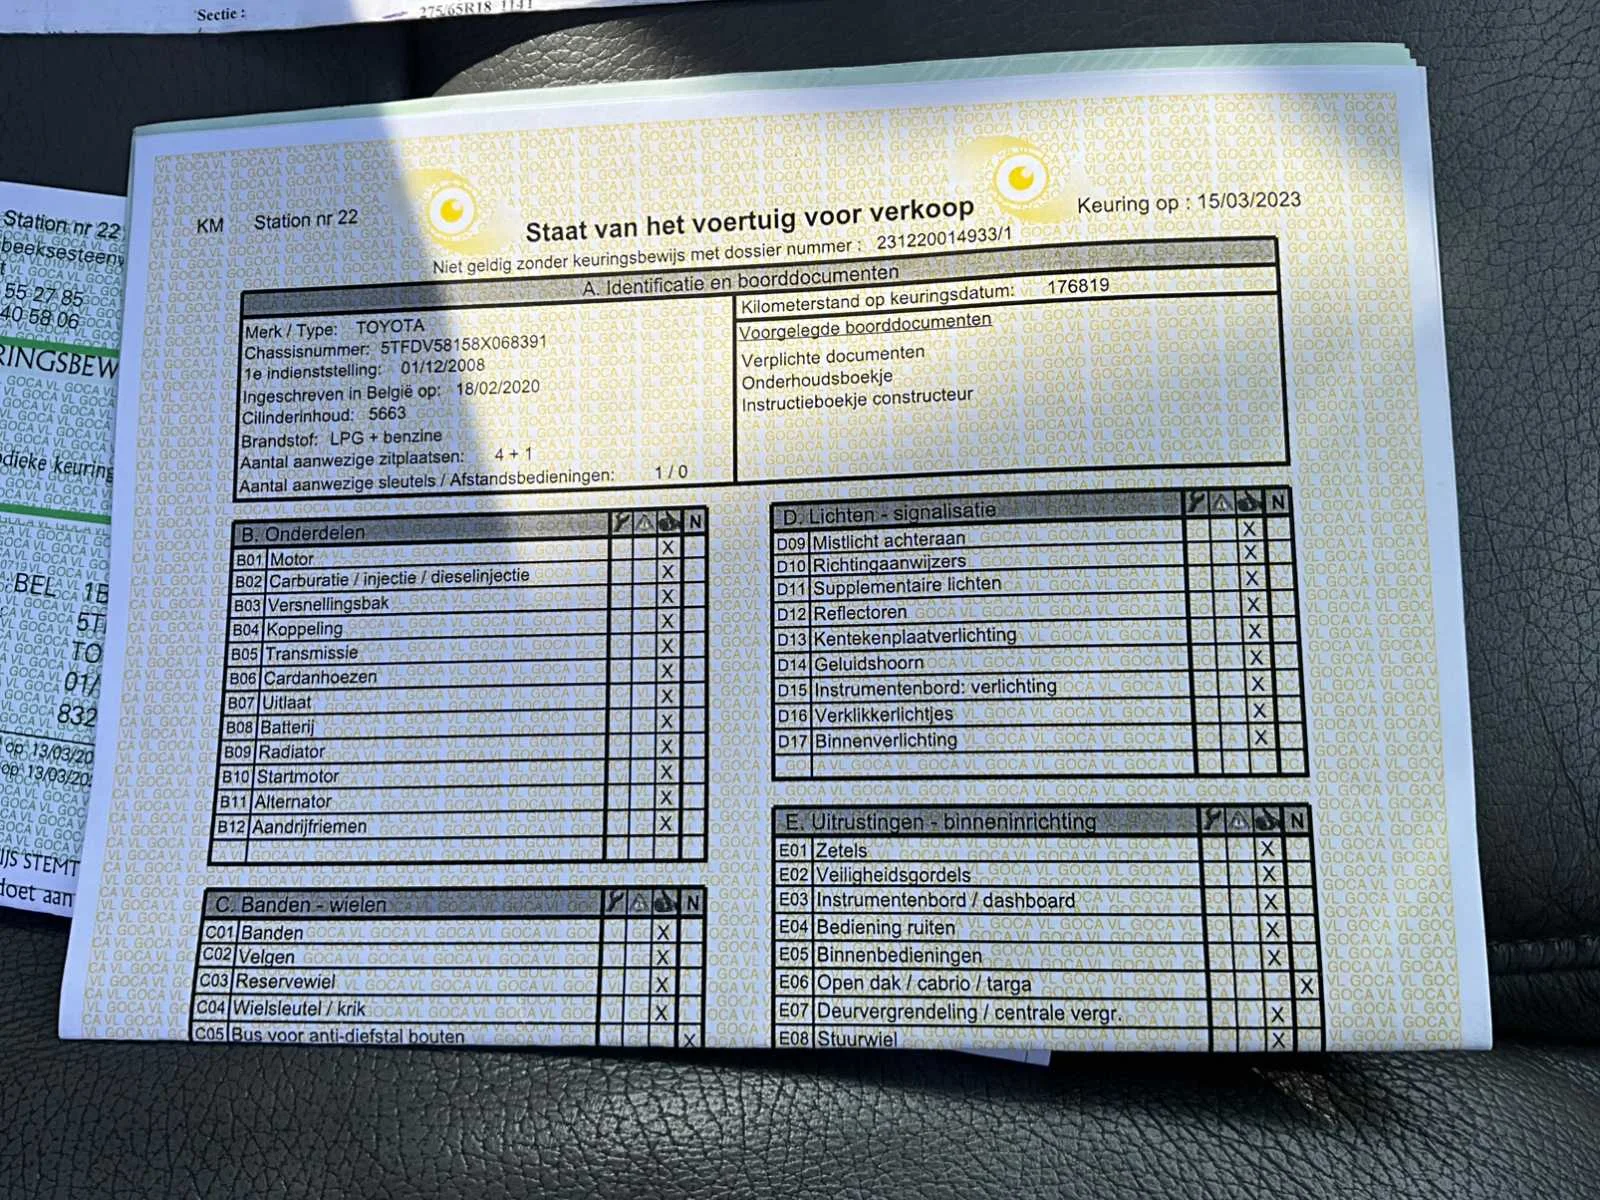 Sectie :
275/65R18 114T
Station nr 22
beeksesteenw
55 27 85
40 58 06
RINGSBEW
odieke keuring
BEL 1B
5T
TO
01/
832
op 13/03/20
op 13/03/20
IJS STEMT
doet aan
KM Station nr 22
Staat van het voertuig voor verkoop
Keuring op : 15/03/2023
Niet geldig zonder keuringsbewijs met dossier nummer : 231220014933/1
A. Identificatie en boorddocumenten
Merk / Type: TOYOTA
Chassisnummer: 5TFDV58158X068391
1e indienststelling: 01/12/2008
Ingeschreven in België op: 18/02/2020
Cilinderinhoud: 5663
Brandstof: LPG + benzine
Aantal aanwezige zitplaatsen: 4 + 1
Aantal aanwezige sleutels / Afstandsbedieningen: 1 / 0
Kilometerstand op keuringsdatum: 176819
Voorgelegde boorddocumenten
Verplichte documenten
Onderhoudsboekje
Instructieboekje constructeur
B. Onderdelen N
B01 Motor X
B02 Carburatie / injectie / dieselinjectie X
B03 Versnellingsbak X
B04 Koppeling X
B05 Transmissie X
B06 Cardanhoezen X
B07 Uitlaat X
B08 Batterij X
B09 Radiator X
B10 Startmotor X
B11 Alternator X
B12 Aandrijfriemen X
C. Banden - wielen N
C01 Banden X
C02 Velgen X
C03 Reservewiel X
C04 Wielsleutel / krik X
C05 Bus voor anti-diefstal bouten X
D. Lichten - signalisatie N
D09 Mistlicht achteraan X
D10 Richtingaanwijzers X
D11 Supplementaire lichten X
D12 Reflectoren X
D13 Kentekenplaatverlichting X
D14 Geluidshoorn X
D15 Instrumentenbord: verlichting X
D16 Verklikkerlichtjes X
D17 Binnenverlichting X
E. Uitrustingen - binneninrichting N
E01 Zetels X
E02 Veiligheidsgordels X
E03 Instrumentenbord / dashboard X
E04 Bediening ruiten X
E05 Binnenbedieningen X
E06 Open dak / cabrio / targa X
E07 Deurvergrendeling / centrale vergr. X
E08 Stuurwiel X